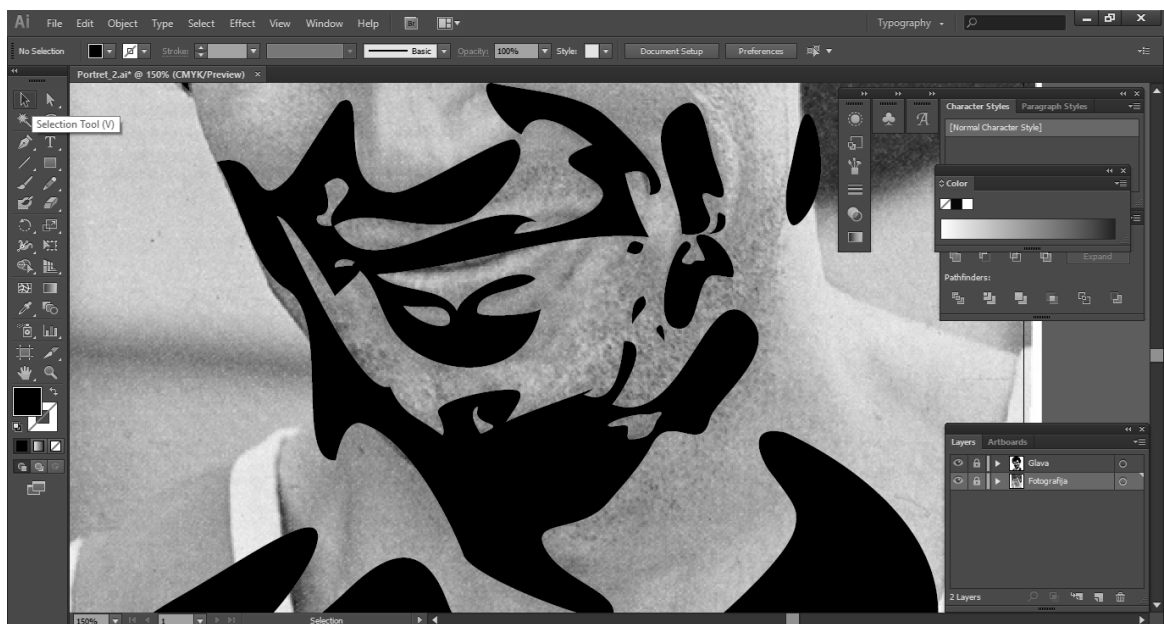 Ai File Edit Object Type Select Effect View Window Help Br Typography
No Selection Stroke: Basic Opacity: 100% Style: Document Setup Preferences
Portret_2.ai* @ 150% (CMYK/Preview) ×
Selection Tool (V)
T
A
Character Styles Paragraph Styles
[Normal Character Style]
Color
Expand
Pathfinders:
Layers Artboards
Glava
Fotografija
2 Layers
150% 1 Selection